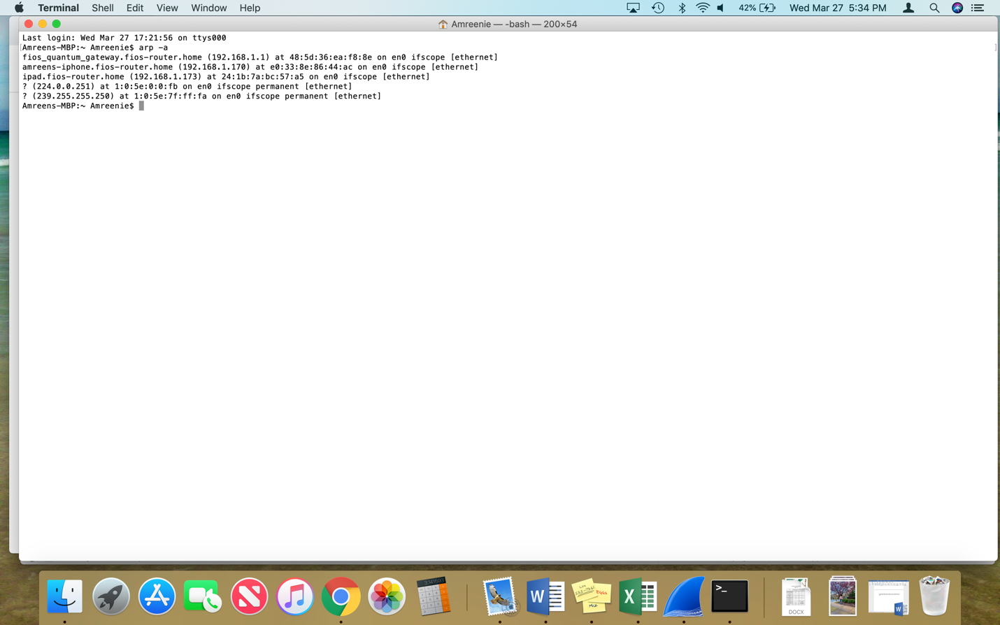 Terminal Shell Edit View Window Help 42% Wed Mar 27 5:34 PM
Amreenie — -bash — 200×54
Last login: Wed Mar 27 17:21:56 on ttys000
[Amreens-MBP:~ Amreenie$ arp -a ]
fios_quantum_gateway.fios-router.home (192.168.1.1) at 48:5d:36:ea:f8:8e on en0 ifscope [ethernet]
amreens-iphone.fios-router.home (192.168.1.170) at e0:33:8e:86:44:ac on en0 ifscope [ethernet]
ipad.fios-router.home (192.168.1.173) at 24:1b:7a:bc:57:a5 on en0 ifscope [ethernet]
? (224.0.0.251) at 1:0:5e:0:0:fb on en0 ifscope permanent [ethernet]
? (239.255.255.250) at 1:0:5e:7f:ff:fa on en0 ifscope permanent [ethernet]
Amreens-MBP:~ Amreenie$
W
X
>_
DOCX
W